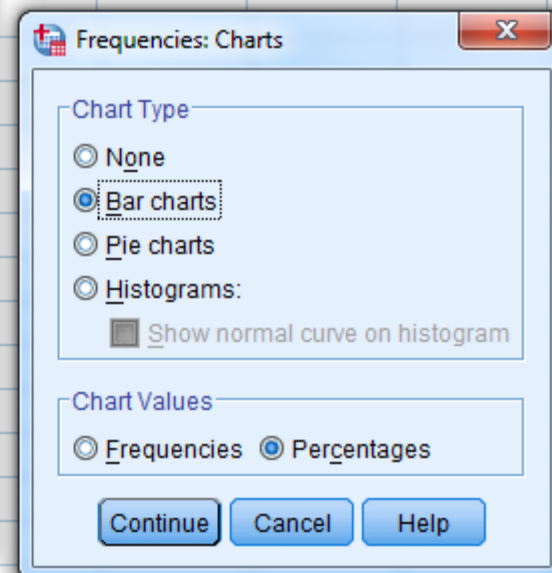 Frequencies: Charts
Chart Type
None
Bar charts
Pie charts
Histograms:
Show normal curve on histogram
Chart Values
Frequencies Percentages
Continue Cancel Help